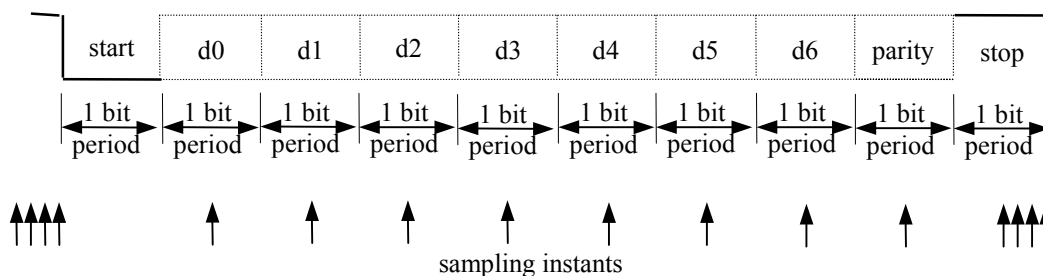 start d0 d1 d2 d3 d4 d5 d6 parity stop
1 bit 1 bit 1 bit 1 bit 1 bit 1 bit 1 bit 1 bit 1 bit 1 bit
period period period period period period period period period period
sampling instants